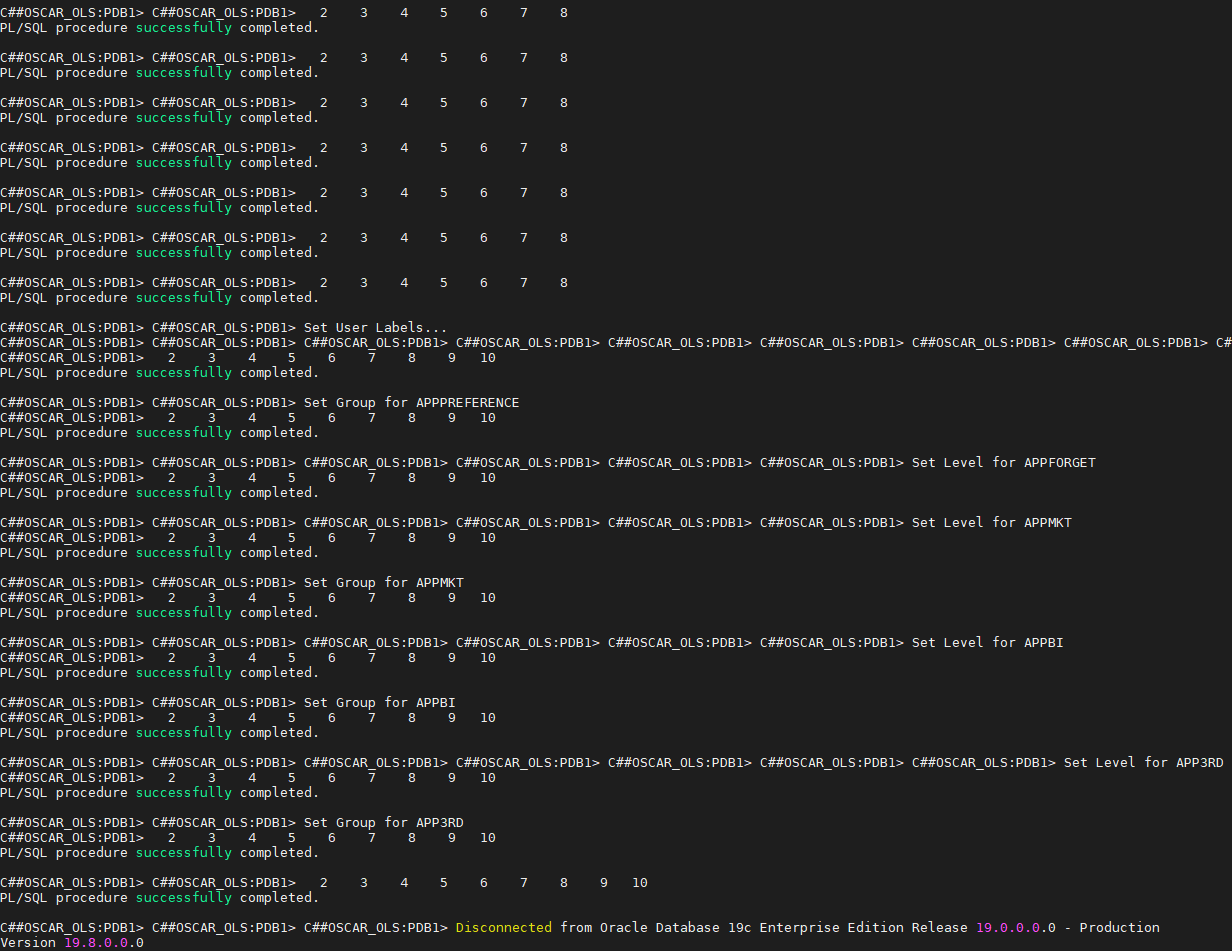 C##OSCAR_OLS:PDB1> C##OSCAR_OLS:PDB1>   2    3    4    5    6    7    8
PL/SQL procedure successfully completed.
C##OSCAR_OLS:PDB1> C##OSCAR_OLS:PDB1>   2    3    4    5    6    7    8
PL/SQL procedure successfully completed.
C##OSCAR_OLS:PDB1> C##OSCAR_OLS:PDB1>   2    3    4    5    6    7    8
PL/SQL procedure successfully completed.
C##OSCAR_OLS:PDB1> C##OSCAR_OLS:PDB1>   2    3    4    5    6    7    8
PL/SQL procedure successfully completed.
C##OSCAR_OLS:PDB1> C##OSCAR_OLS:PDB1>   2    3    4    5    6    7    8
PL/SQL procedure successfully completed.
C##OSCAR_OLS:PDB1> C##OSCAR_OLS:PDB1>   2    3    4    5    6    7    8
PL/SQL procedure successfully completed.
C##OSCAR_OLS:PDB1> C##OSCAR_OLS:PDB1>   2    3    4    5    6    7    8
PL/SQL procedure successfully completed.
C##OSCAR_OLS:PDB1> C##OSCAR_OLS:PDB1> Set User Labels...
C##OSCAR_OLS:PDB1> C##OSCAR_OLS:PDB1> C##OSCAR_OLS:PDB1> C##OSCAR_OLS:PDB1> C##OSCAR_OLS:PDB1> C##OSCAR_OLS:PDB1> C##OSCAR_OLS:PDB1> C##OSCAR_OLS:PDB1> C#
C##OSCAR_OLS:PDB1>   2    3    4    5    6    7    8    9   10
PL/SQL procedure successfully completed.
C##OSCAR_OLS:PDB1> C##OSCAR_OLS:PDB1> Set Group for APPPREFERENCE
C##OSCAR_OLS:PDB1>   2    3    4    5    6    7    8    9   10
PL/SQL procedure successfully completed.
C##OSCAR_OLS:PDB1> C##OSCAR_OLS:PDB1> C##OSCAR_OLS:PDB1> C##OSCAR_OLS:PDB1> C##OSCAR_OLS:PDB1> C##OSCAR_OLS:PDB1> Set Level for APPFORGET
C##OSCAR_OLS:PDB1>   2    3    4    5    6    7    8    9   10
PL/SQL procedure successfully completed.
C##OSCAR_OLS:PDB1> C##OSCAR_OLS:PDB1> C##OSCAR_OLS:PDB1> C##OSCAR_OLS:PDB1> C##OSCAR_OLS:PDB1> C##OSCAR_OLS:PDB1> Set Level for APPMKT
C##OSCAR_OLS:PDB1>   2    3    4    5    6    7    8    9   10
PL/SQL procedure successfully completed.
C##OSCAR_OLS:PDB1> C##OSCAR_OLS:PDB1> Set Group for APPMKT
C##OSCAR_OLS:PDB1>   2    3    4    5    6    7    8    9   10
PL/SQL procedure successfully completed.
C##OSCAR_OLS:PDB1> C##OSCAR_OLS:PDB1> C##OSCAR_OLS:PDB1> C##OSCAR_OLS:PDB1> C##OSCAR_OLS:PDB1> C##OSCAR_OLS:PDB1> Set Level for APPBI
C##OSCAR_OLS:PDB1>   2    3    4    5    6    7    8    9   10
PL/SQL procedure successfully completed.
C##OSCAR_OLS:PDB1> C##OSCAR_OLS:PDB1> Set Group for APPBI
C##OSCAR_OLS:PDB1>   2    3    4    5    6    7    8    9   10
PL/SQL procedure successfully completed.
C##OSCAR_OLS:PDB1> C##OSCAR_OLS:PDB1> C##OSCAR_OLS:PDB1> C##OSCAR_OLS:PDB1> C##OSCAR_OLS:PDB1> C##OSCAR_OLS:PDB1> C##OSCAR_OLS:PDB1> Set Level for APP3RD
C##OSCAR_OLS:PDB1>   2    3    4    5    6    7    8    9   10
PL/SQL procedure successfully completed.
C##OSCAR_OLS:PDB1> C##OSCAR_OLS:PDB1> Set Group for APP3RD
C##OSCAR_OLS:PDB1>   2    3    4    5    6    7    8    9   10
PL/SQL procedure successfully completed.
C##OSCAR_OLS:PDB1> C##OSCAR_OLS:PDB1>   2    3    4    5    6    7    8    9   10
PL/SQL procedure successfully completed.
C##OSCAR_OLS:PDB1> C##OSCAR_OLS:PDB1> C##OSCAR_OLS:PDB1> Disconnected from Oracle Database 19c Enterprise Edition Release 19.0.0.0.0 - Production
Version 19.8.0.0.0